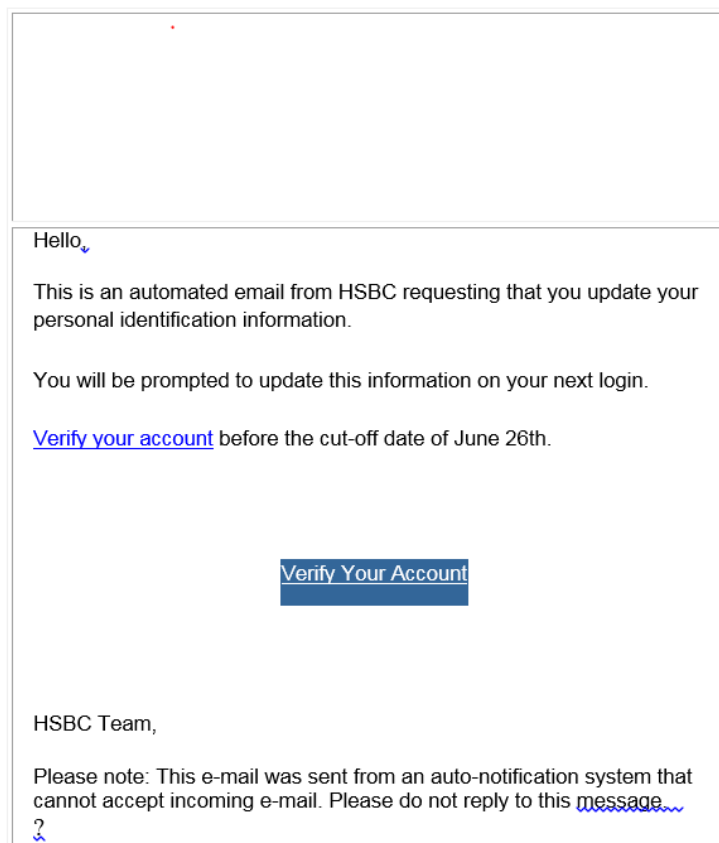 Hello,
This is an automated email from HSBC requesting that you update your
personal identification information.
You will be prompted to update this information on your next login.
Verify your account before the cut-off date of June 26th.
Verify Your Account
HSBC Team,
Please note: This e-mail was sent from an auto-notification system that
cannot accept incoming e-mail. Please do not reply to this message.
?